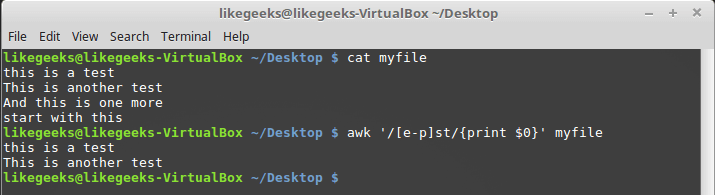 likegeeks@likegeeks-VirtualBox ~/Desktop
File Edit View Search Terminal Help
likegeeks@likegeeks-VirtualBox ~/Desktop $ cat myfile
this is a test
This is another test
And this is one more
start with this
likegeeks@likegeeks-VirtualBox ~/Desktop $ awk '/[e-p]st/{print $0}' myfile
this is a test
This is another test
likegeeks@likegeeks-VirtualBox ~/Desktop $